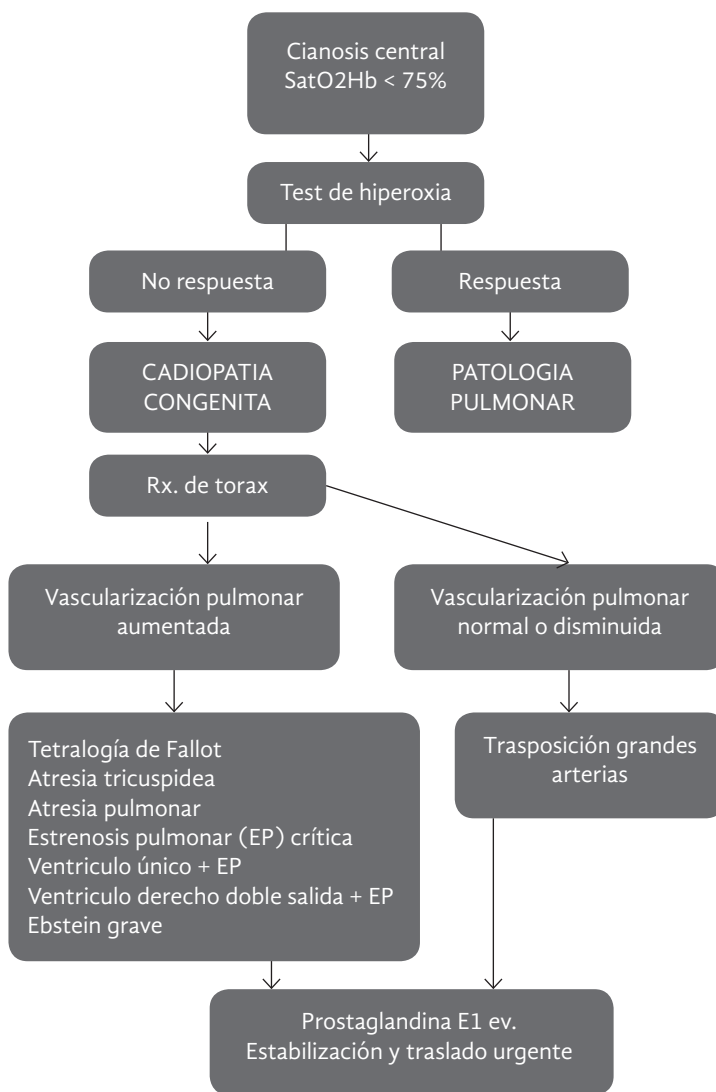 Cianosis central
SatO2Hb < 75%
Test de hiperoxia
No respuesta
Respuesta
CADIOPATIA
CONGENITA
PATOLOGIA
PULMONAR
Rx. de torax
Vascularización pulmonar
aumentada
Vascularización pulmonar
normal o disminuida
Tetralogía de Fallot
Atresia tricuspidea
Atresia pulmonar
Estrenosis pulmonar (EP) crítica
Ventriculo único + EP
Ventriculo derecho doble salida + EP
Ebstein grave
Trasposición grandes
arterias
Prostaglandina E1 ev.
Estabilización y traslado urgente